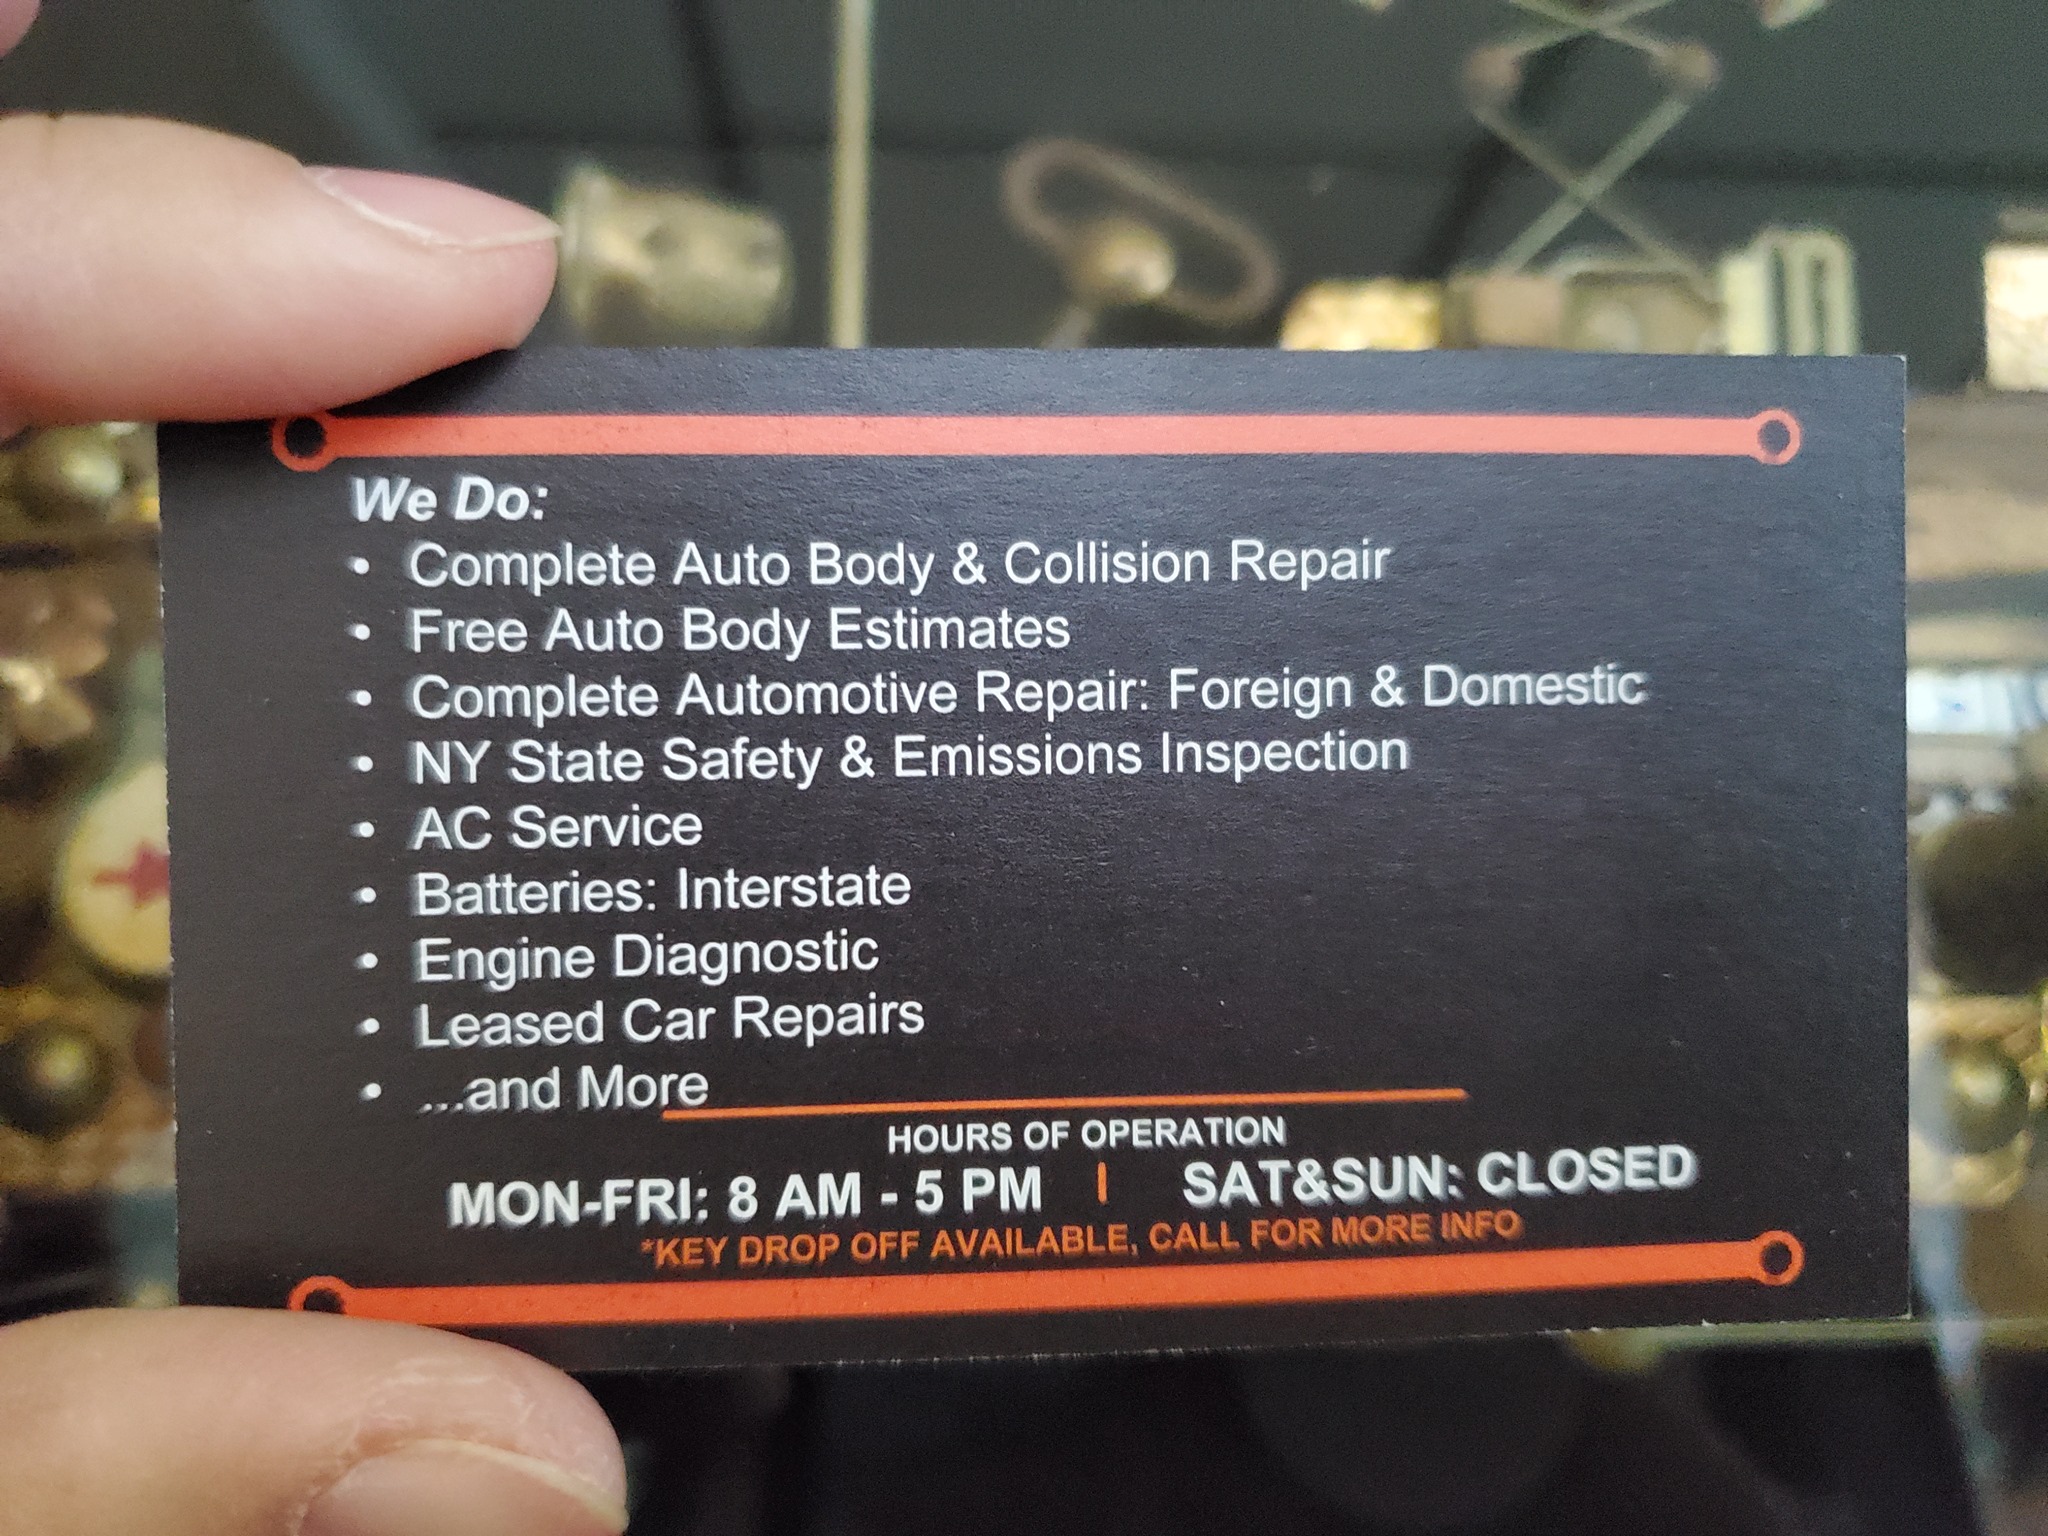 We Do:
• Complete Auto Body & Collision Repair
• Free Auto Body Estimates
• Complete Automotive Repair: Foreign & Domestic
• NY State Safety & Emissions Inspection
• AC Service
• Batteries: Interstate
• Engine Diagnostic
• Leased Car Repairs
• ...and More
HOURS OF OPERATION
MON-FRI: 8 AM - 5 PM | SAT&SUN: CLOSED
*KEY DROP OFF AVAILABLE, CALL FOR MORE INFO